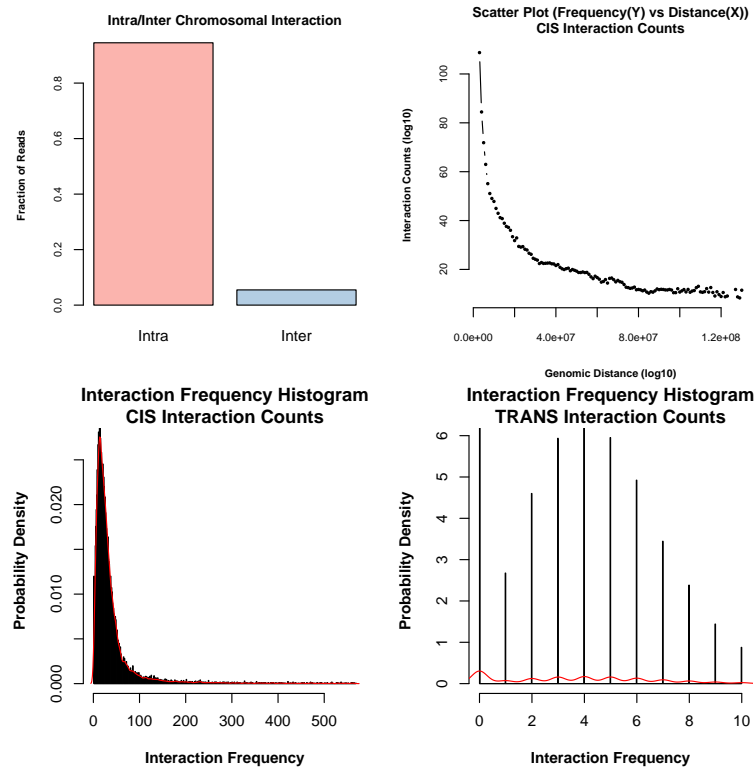 Intra/Inter Chromosomal Interaction
Fraction of Reads
0.0
0.2
0.4
0.6
0.8
Intra
Inter
Scatter Plot (Frequency(Y) vs Distance(X))
CIS Interaction Counts
Interaction Counts (log10)
20
40
60
80
100
0.0e+00
4.0e+07
8.0e+07
1.2e+08
Genomic Distance (log10)
Interaction Frequency Histogram
CIS Interaction Counts
Probability Density
0.000
0.010
0.020
0
100
200
300
400
500
Interaction Frequency
Interaction Frequency Histogram
TRANS Interaction Counts
Probability Density
0
1
2
3
4
5
6
0
2
4
6
8
10
Interaction Frequency